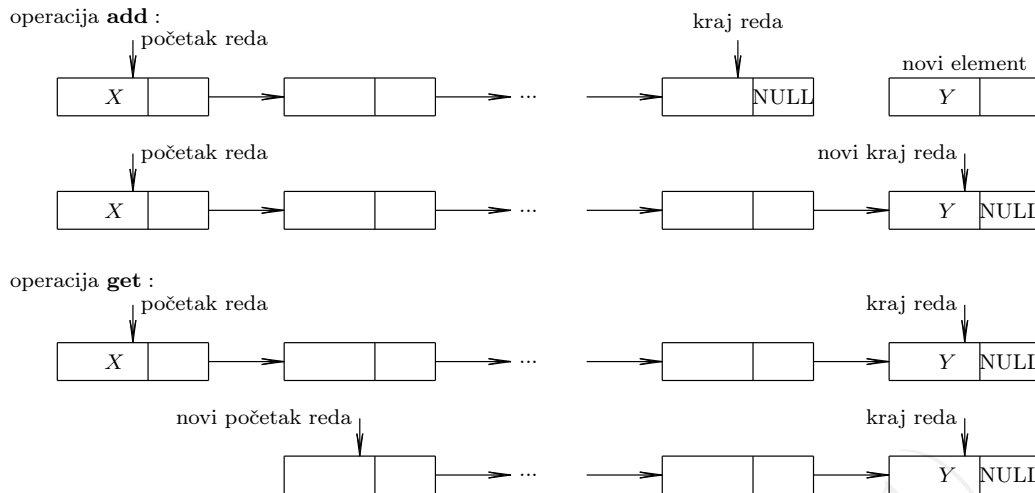 operacija add :
početak reda
kraj reda
novi element
X
...
NULL
Y
početak reda
novi kraj reda
X
...
Y
NULL
operacija get :
početak reda
kraj reda
X
...
Y
NULL
novi početak reda
kraj reda
...
Y
NULL